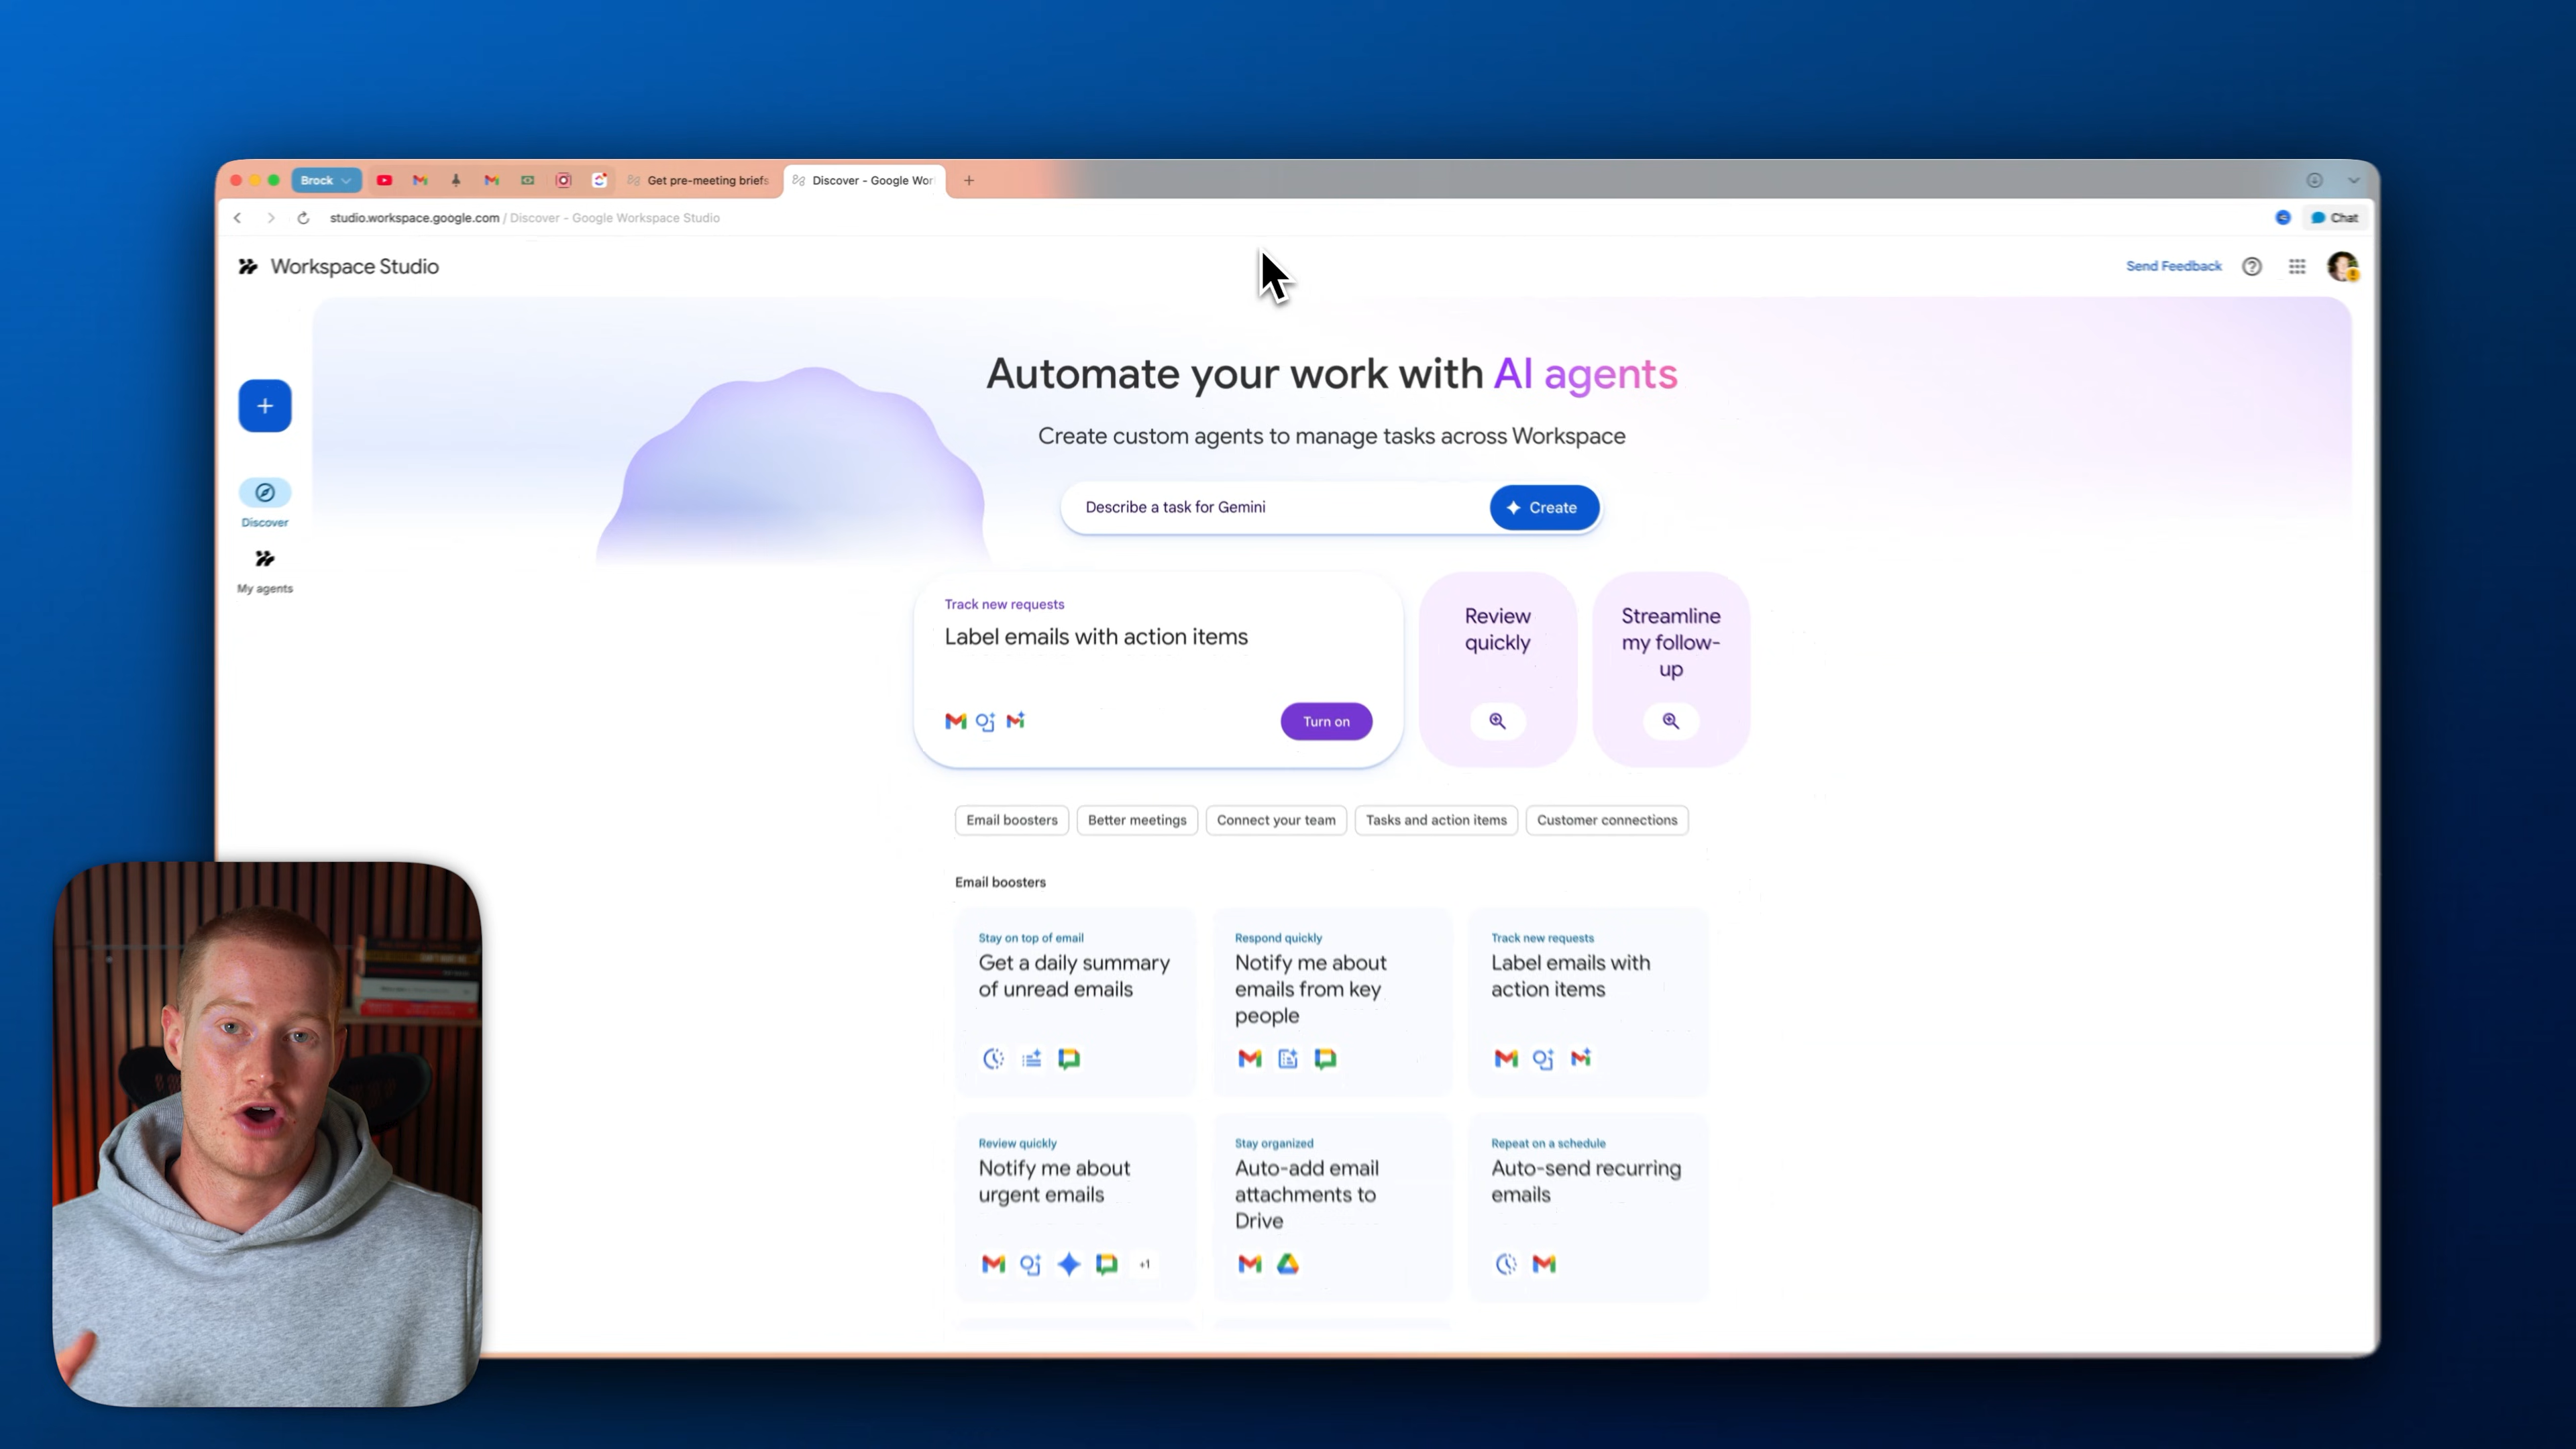 Brock
Get pre-meeting briefs
Discover - Google Wor
studio.workspace.google.com / Discover - Google Workspace Studio
Chat
Workspace Studio
Send Feedback
Automate your work with AI agents
Create custom agents to manage tasks across Workspace
Describe a task for Gemini
Create
Discover
My agents
Track new requests
Label emails with action items
Turn on
Review
quickly
Streamline
my follow-
up
Email boosters
Better meetings
Connect your team
Tasks and action items
Customer connections
Email boosters
Stay on top of email
Get a daily summary
of unread emails
Respond quickly
Notify me about
emails from key
people
Track new requests
Label emails with
action items
Review quickly
Notify me about
urgent emails
+1
Stay organized
Auto-add email
attachments to
Drive
Repeat on a schedule
Auto-send recurring
emails